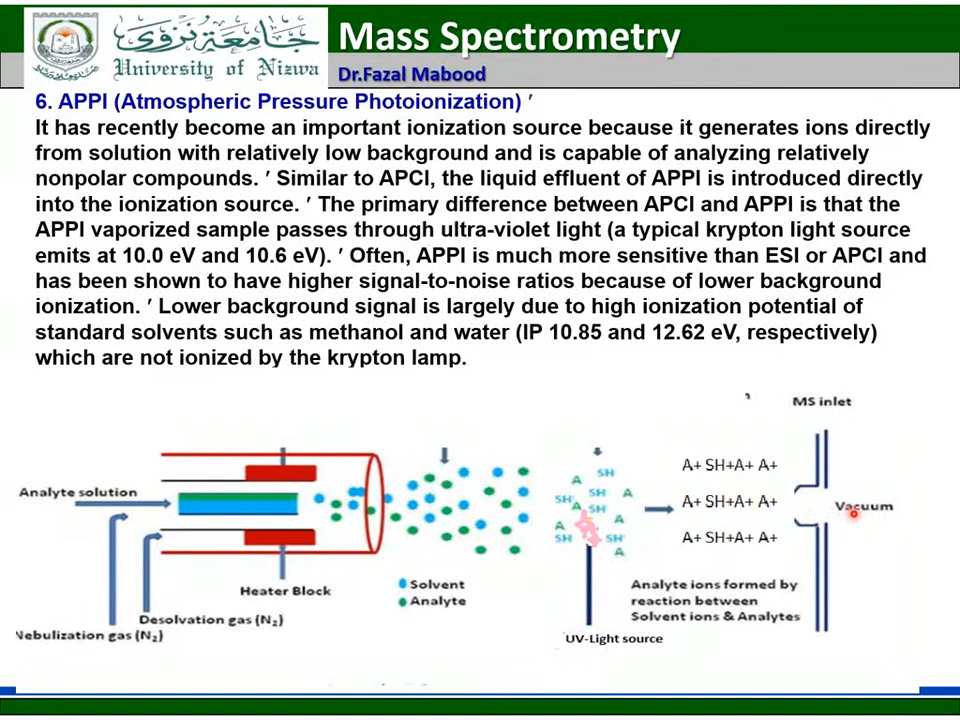 جامعة نزوى
University of Nizwa
Mass Spectrometry
Dr.Fazal Mabood
6. APPI (Atmospheric Pressure Photoionization) ′
It has recently become an important ionization source because it generates ions directly
from solution with relatively low background and is capable of analyzing relatively
nonpolar compounds. ′ Similar to APCI, the liquid effluent of APPI is introduced directly
into the ionization source. ′ The primary difference between APCI and APPI is that the
APPI vaporized sample passes through ultra-violet light (a typical krypton light source
emits at 10.0 eV and 10.6 eV). ′ Often, APPI is much more sensitive than ESI or APCI and
has been shown to have higher signal-to-noise ratios because of lower background
ionization. ′ Lower background signal is largely due to high ionization potential of
standard solvents such as methanol and water (IP 10.85 and 12.62 eV, respectively)
which are not ionized by the krypton lamp.
MS inlet
Analyte solution
Heater Block
Desolvation gas (N₂)
Nebulization gas (N₂)
Solvent
Analyte
SH
A
SH
A
SH'
A
SH
A
A
SH
SH'
A
UV-Light source
A+ SH+A+ A+
A+ SH+A+ A+
A+ SH+A+ A+
Analyte ions formed by
reaction between
Solvent ions & Analytes
Vacuum